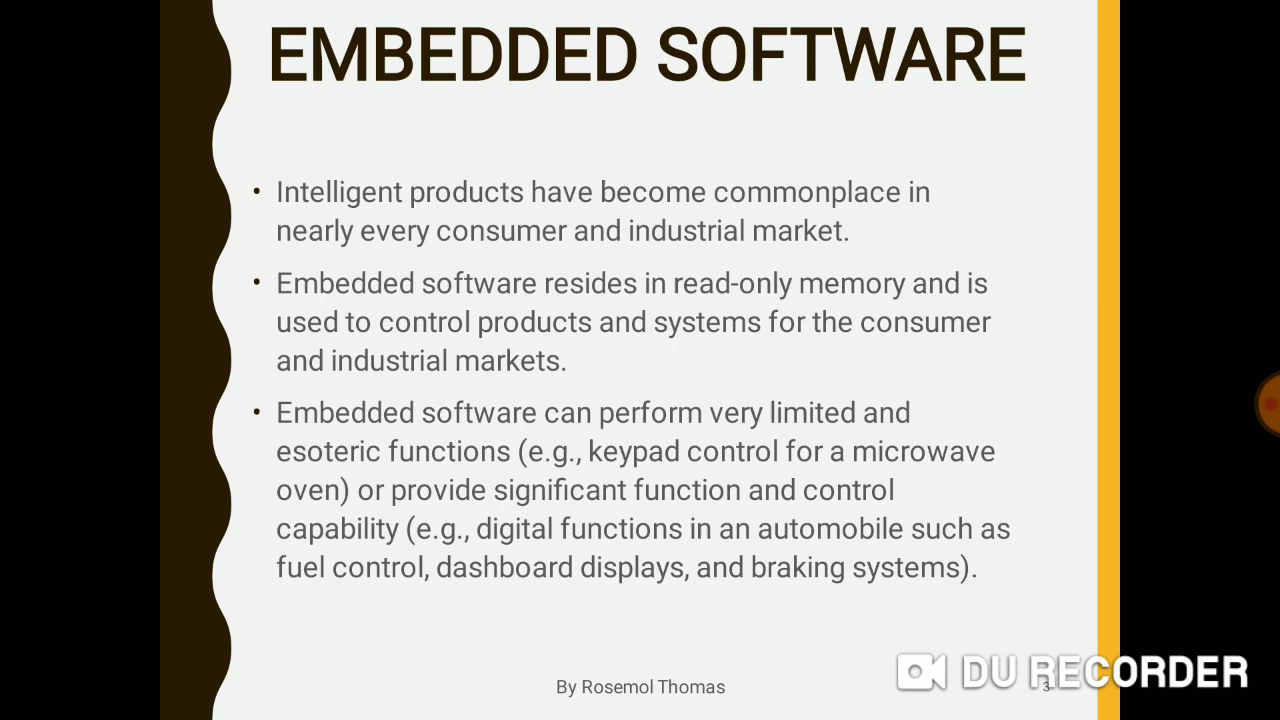 EMBEDDED SOFTWARE
• Intelligent products have become commonplace in
nearly every consumer and industrial market.
• Embedded software resides in read-only memory and is
used to control products and systems for the consumer
and industrial markets.
• Embedded software can perform very limited and
esoteric functions (e.g., keypad control for a microwave
oven) or provide significant function and control
capability (e.g., digital functions in an automobile such as
fuel control, dashboard displays, and braking systems).
By Rosemol Thomas
3
DU RECORDER